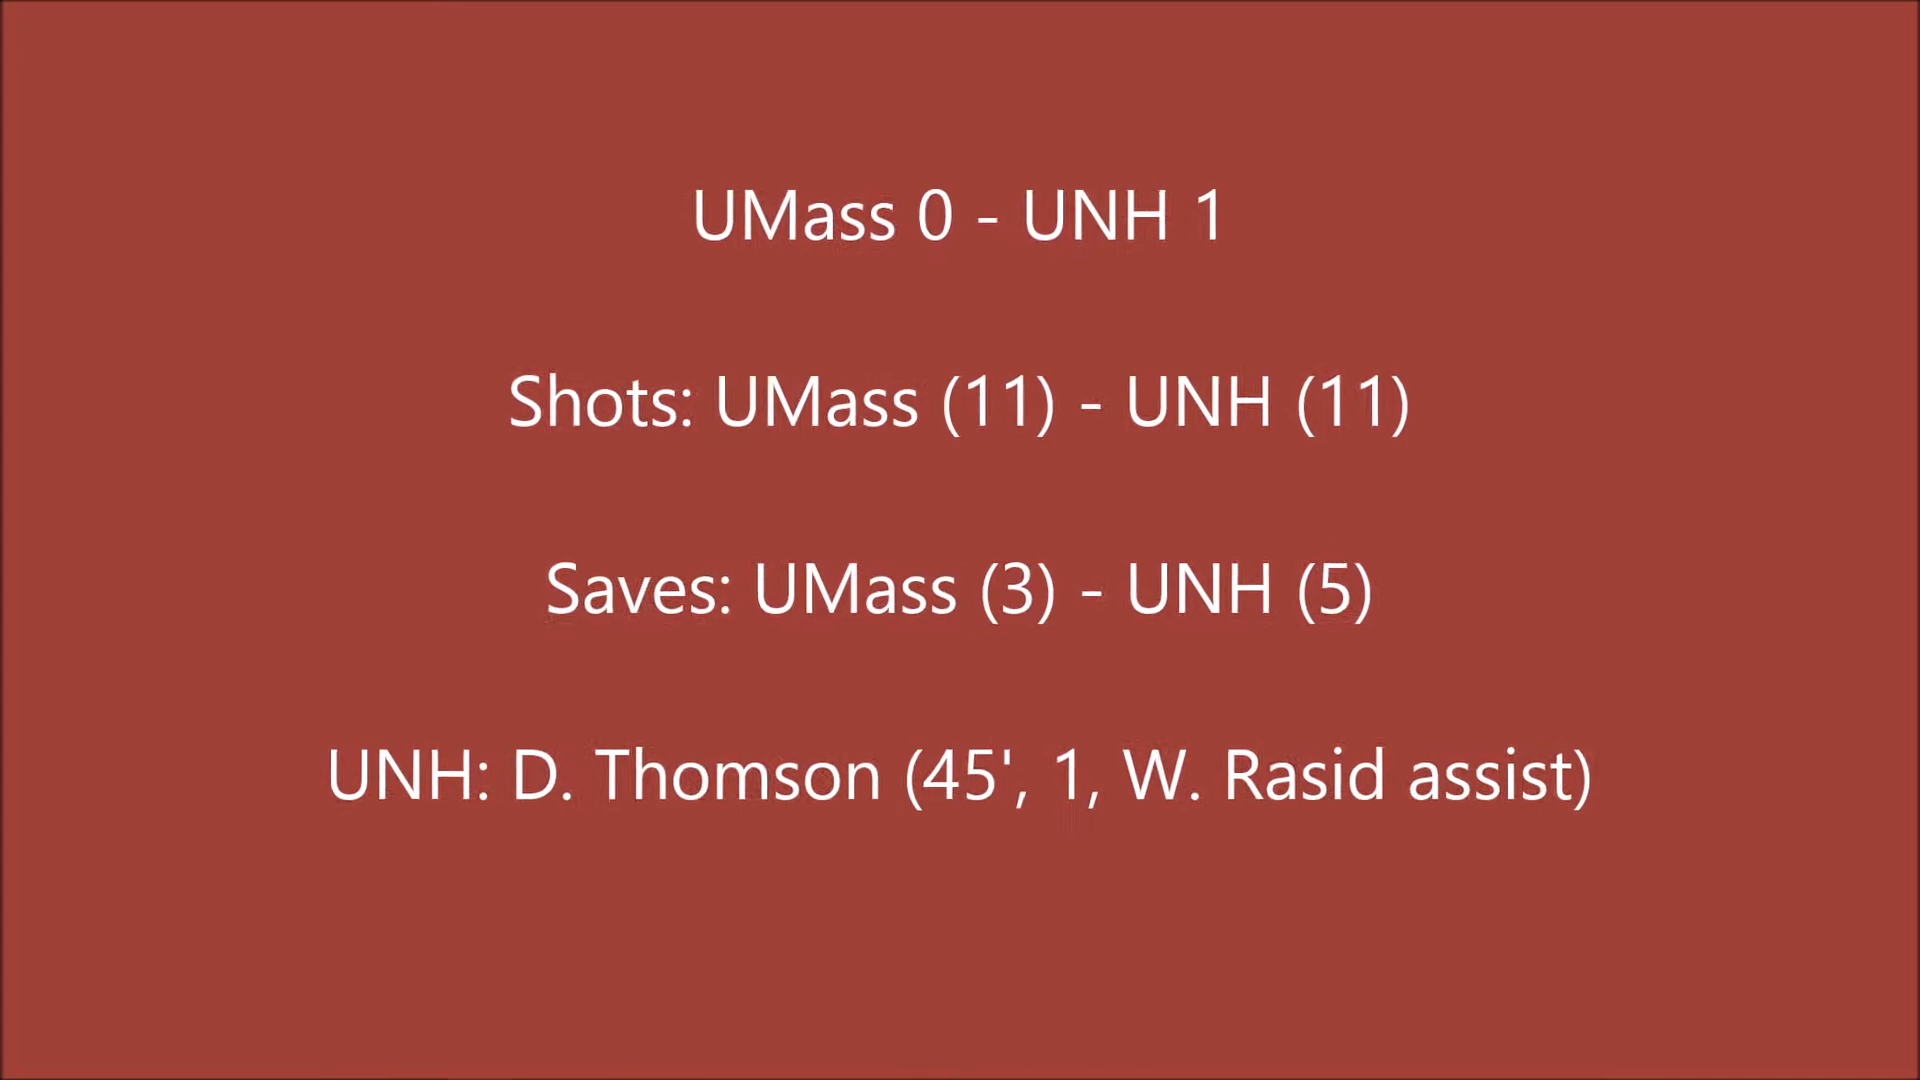 UMass 0 - UNH 1
Shots: UMass (11) - UNH (11)
Saves: UMass (3) - UNH (5)
UNH: D. Thomson (45', 1, W. Rasid assist)